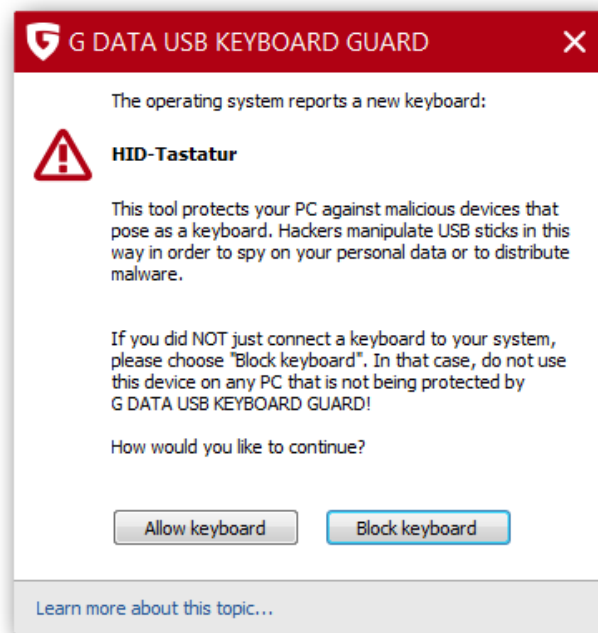 G DATA USB KEYBOARD GUARD
The operating system reports a new keyboard:
HID-Tastatur
This tool protects your PC against malicious devices that
pose as a keyboard. Hackers manipulate USB sticks in this
way in order to spy on your personal data or to distribute
malware.
If you did NOT just connect a keyboard to your system,
please choose "Block keyboard". In that case, do not use
this device on any PC that is not being protected by
G DATA USB KEYBOARD GUARD!
How would you like to continue?
Allow keyboard
Block keyboard
Learn more about this topic...